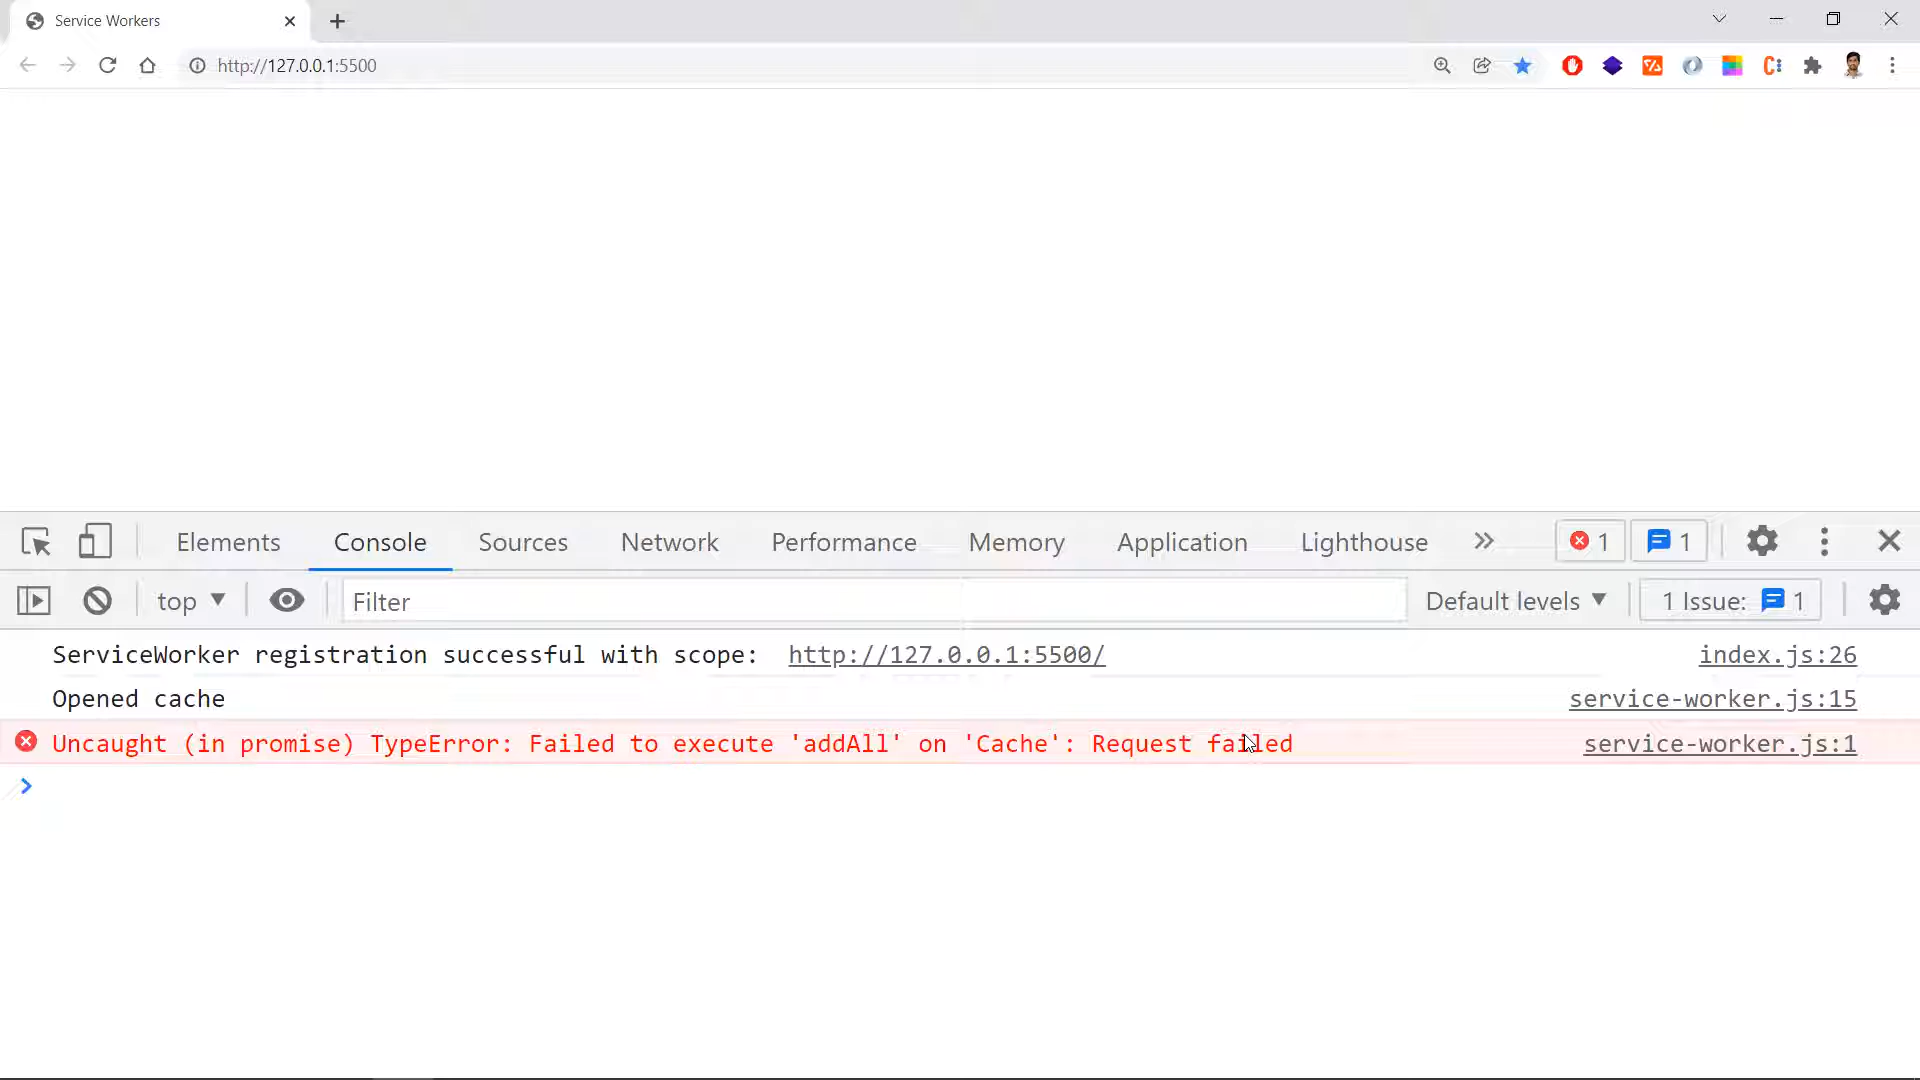 Service Workers
http://127.0.0.1:5500
Elements Console Sources Network Performance Memory Application Lighthouse 1 1
top Filter Default levels 1 Issue: 1
ServiceWorker registration successful with scope: http://127.0.0.1:5500/ index.js:26
Opened cache service-worker.js:15
Uncaught (in promise) TypeError: Failed to execute 'addAll' on 'Cache': Request failed service-worker.js:1